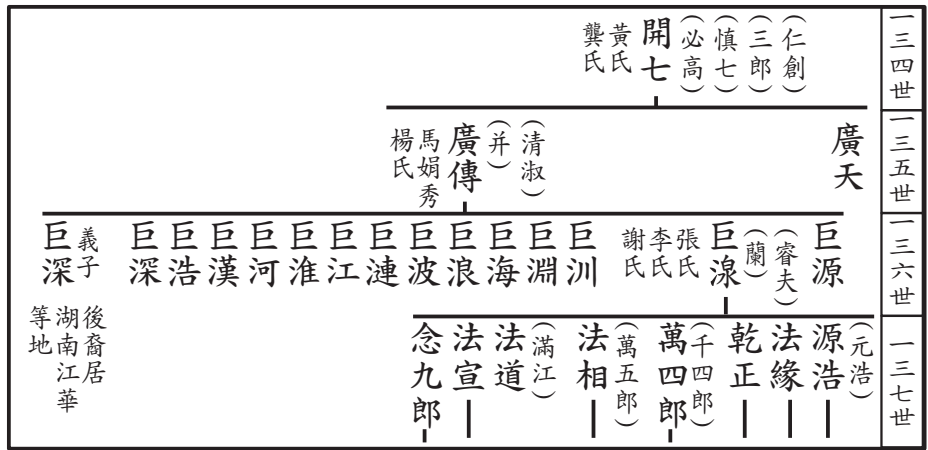 一三四世
（仁創）
（三郎）
（慎七）
（必高）
開七
黃氏
龔氏
一三五世
廣天
（清淑）
（并）
廣傳
馬娟秀
楊氏
一三六世
巨源
（睿夫）
（蘭）
巨湶
張氏
李氏
謝氏
巨汌
巨淵
巨海
巨浪
巨波
巨漣
巨江
巨淮
巨河
巨漢
巨浩
巨深
義子
巨深
後裔居
湖南江華
等地
一三七世
（元浩）
源浩
法緣
乾正
（千四郎）
萬四郎
（萬五郎）
法相
（滿江）
法道
法宣
念九郎